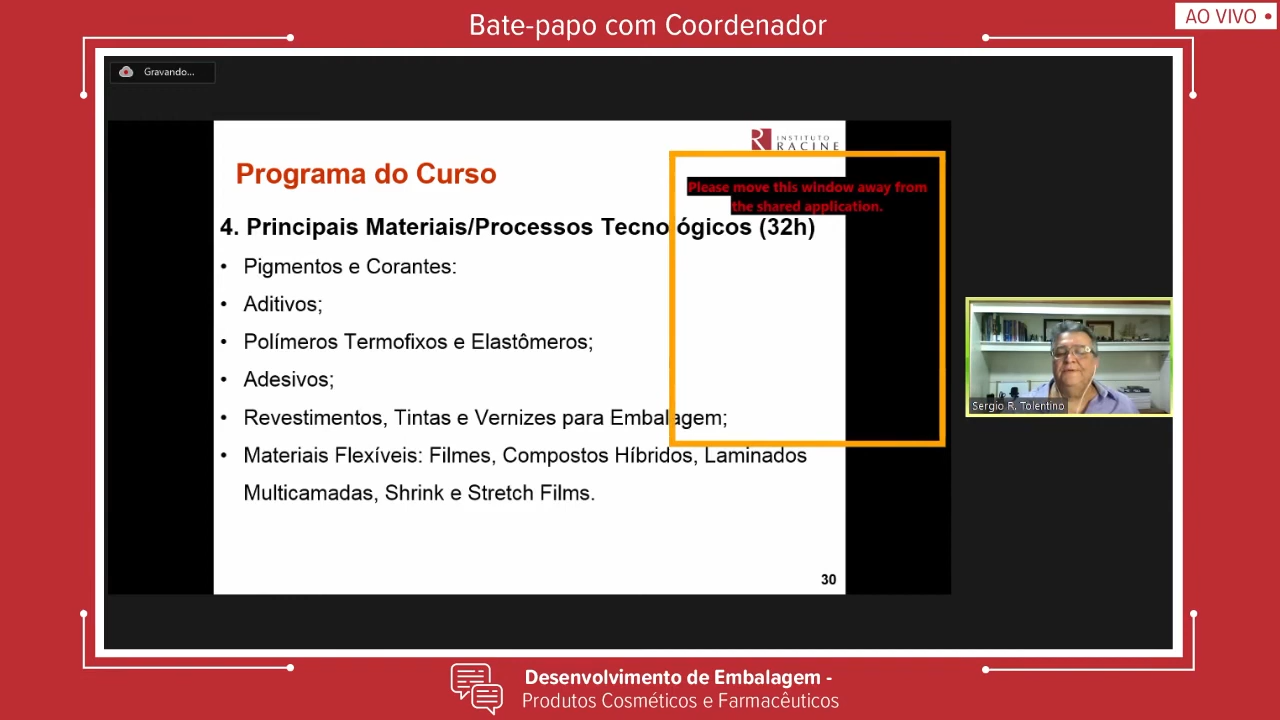 Bate-papo com Coordenador
AO VIVO
Gravando...
INSTITUTO
RACINE
Programa do Curso
Please move this window away from
the shared application.
4. Principais Materiais/Processos Tecnológicos (32h)
• Pigmentos e Corantes:
• Aditivos;
• Polímeros Termofixos e Elastômeros;
• Adesivos;
• Revestimentos, Tintas e Vernizes para Embalagem;
• Materiais Flexíveis: Filmes, Compostos Híbridos, Laminados
Multicamadas, Shrink e Stretch Films.
30
Sergio R. Tolentino
Desenvolvimento de Embalagem -
Produtos Cosméticos e Farmacêuticos